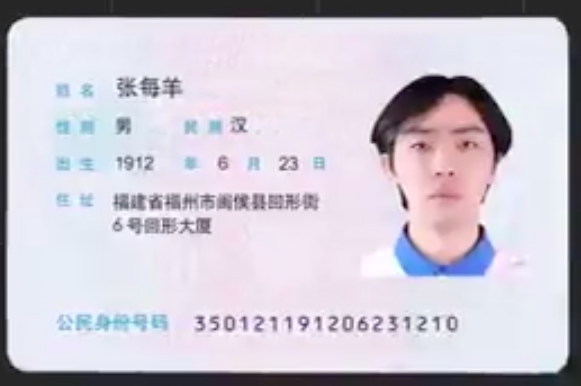 姓名 张每羊
性别 男 民族 汉
出生 1912 年 6 月 23 日
住址 福建省福州市闽侯县回形街
6号回形大厦
公民身份号码 350121191206231210